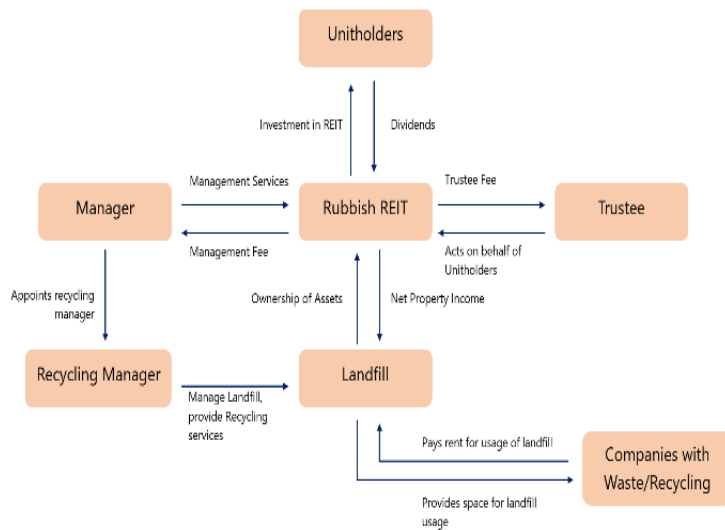 Unitholders
Investment in REIT
Dividends
Management Services
Trustee Fee
Manager
Rubbish REIT
Trustee
Management Fee
Acts on behalf of
Unitholders
Appoints recycling
manager
Ownership of Assets
Net Property Income
Recycling Manager
Landfill
Manage Landfill,
provide Recycling
services
Pays rent for usage of landfill
Companies with
Waste/Recycling
Provides space for landfill
usage